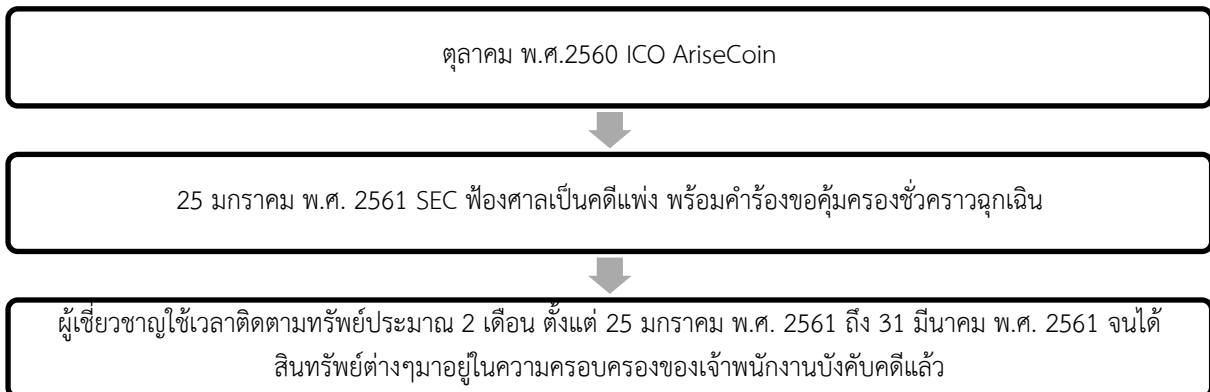 ตุลาคม พ.ศ.2560 ICO AriseCoin
25 มกราคม พ.ศ. 2561 SEC ฟ้องศาลเป็นคดีแพ่ง พร้อมคำร้องขอคุ้มครองชั่วคราวฉุกเฉิน
ผู้เชี่ยวชาญใช้เวลาติดตามทรัพย์ประมาณ 2 เดือน ตั้งแต่ 25 มกราคม พ.ศ. 2561 ถึง 31 มีนาคม พ.ศ. 2561 จนได้
สินทรัพย์ต่างๆมาอยู่ในความครอบครองของเจ้าพนักงานบังคับคดีแล้ว